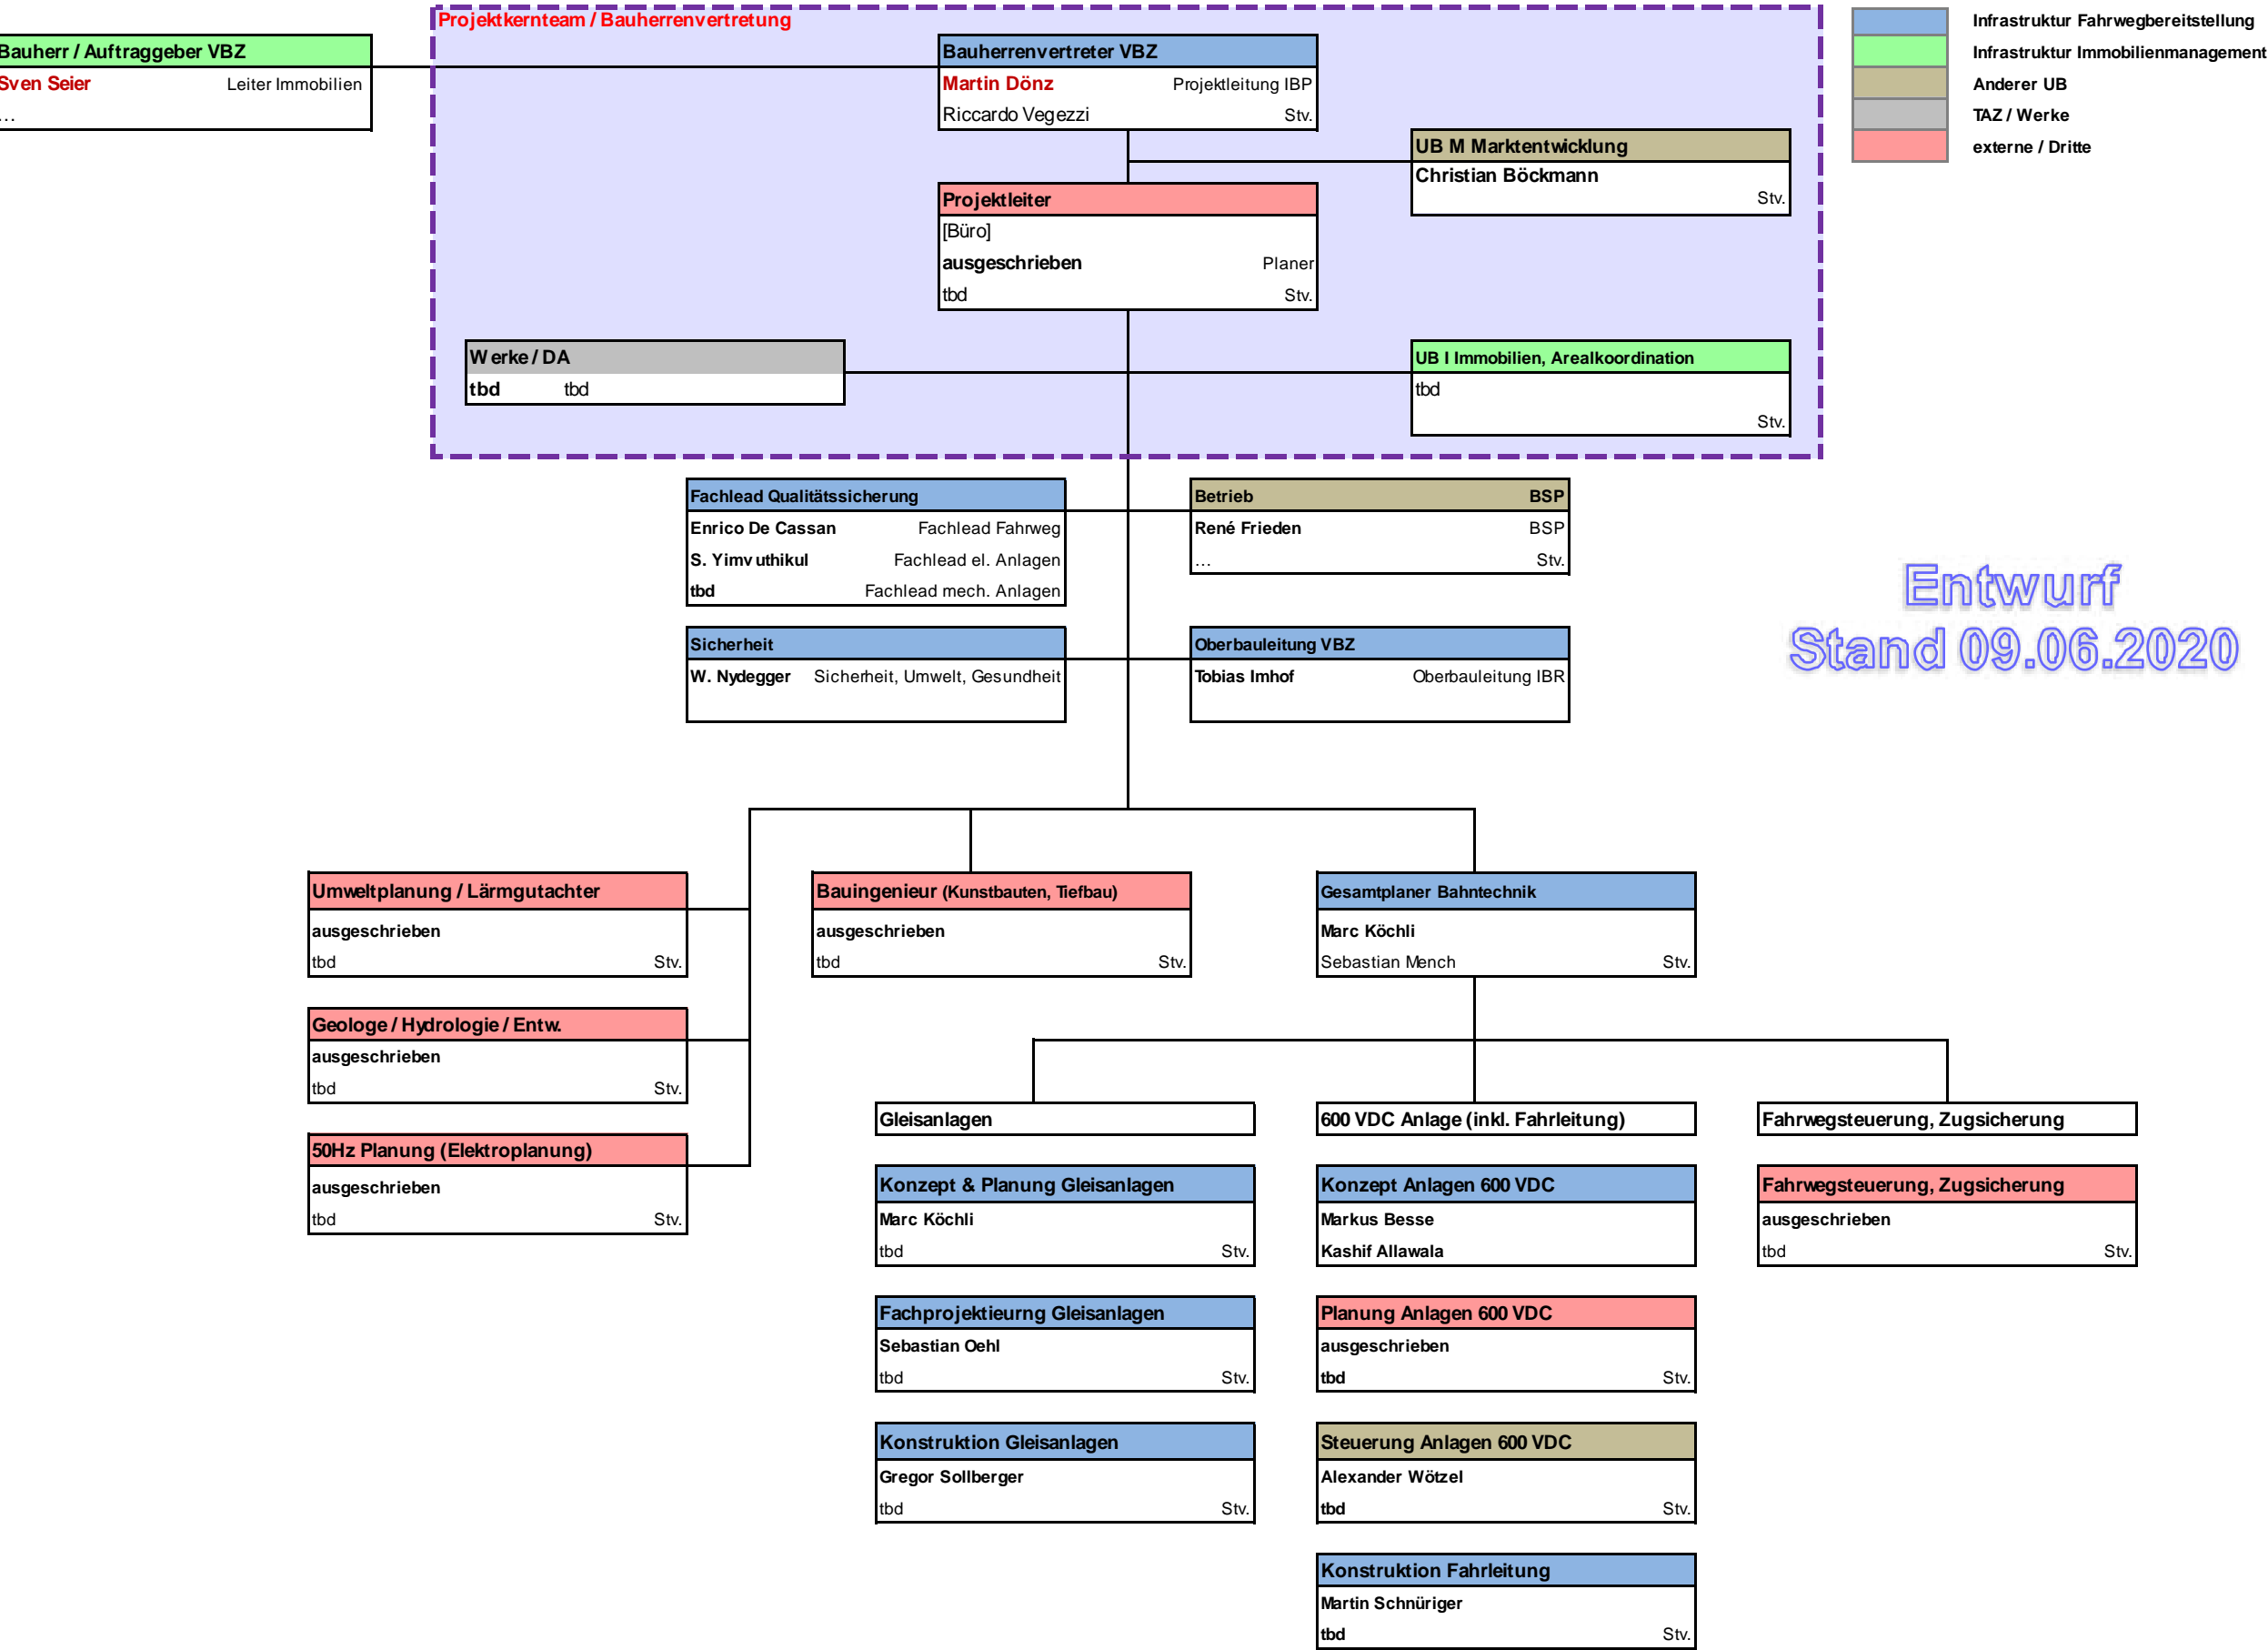 Projektkernteam / Bauherrenvertretung
Bauherr / Auftraggeber VBZ
Sven Seier Leiter Immobilien
...
Bauherrenvertreter VBZ
Martin Dönz Projektleitung IBP
Riccardo Vegezzi Stv.
Infrastruktur Fahrwegbereitstellung
Infrastruktur Immobilienmanagement
Anderer UB
TAZ / Werke
externe / Dritte
UB M Marktentwicklung
Christian Böckmann
Stv.
Projektleiter
[Büro]
ausgeschrieben Planer
tbd Stv.
Werke / DA
tbd tbd
UB I Immobilien, Arealkoordination
tbd
Stv.
Fachlead Qualitätssicherung
Enrico De Cassan Fachlead Fahrweg
S. Yimvuthikul Fachlead el. Anlagen
tbd Fachlead mech. Anlagen
Betrieb BSP
René Frieden BSP
... Stv.
Entwurf
Stand 09.06.2020
Sicherheit
W. Nydegger Sicherheit, Umwelt, Gesundheit
Oberbauleitung VBZ
Tobias Imhof Oberbauleitung IBR
Umweltplanung / Lärmgutachter
ausgeschrieben
tbd Stv.
Bauingenieur (Kunstbauten, Tiefbau)
ausgeschrieben
tbd Stv.
Gesamtplaner Bahntechnik
Marc Köchli
Sebastian Mench Stv.
Geologe / Hydrologie / Entw.
ausgeschrieben
tbd Stv.
50Hz Planung (Elektroplanung)
ausgeschrieben
tbd Stv.
Gleisanlagen
600 VDC Anlage (inkl. Fahrleitung)
Fahrwegsteuerung, Zugsicherung
Konzept & Planung Gleisanlagen
Marc Köchli
tbd Stv.
Konzept Anlagen 600 VDC
Markus Besse
Kashif Allawala
Fahrwegsteuerung, Zugsicherung
ausgeschrieben
tbd Stv.
Fachprojektieurng Gleisanlagen
Sebastian Oehl
tbd Stv.
Planung Anlagen 600 VDC
ausgeschrieben
tbd Stv.
Konstruktion Gleisanlagen
Gregor Sollberger
tbd Stv.
Steuerung Anlagen 600 VDC
Alexander Wötzel
tbd Stv.
Konstruktion Fahrleitung
Martin Schnüriger
tbd Stv.